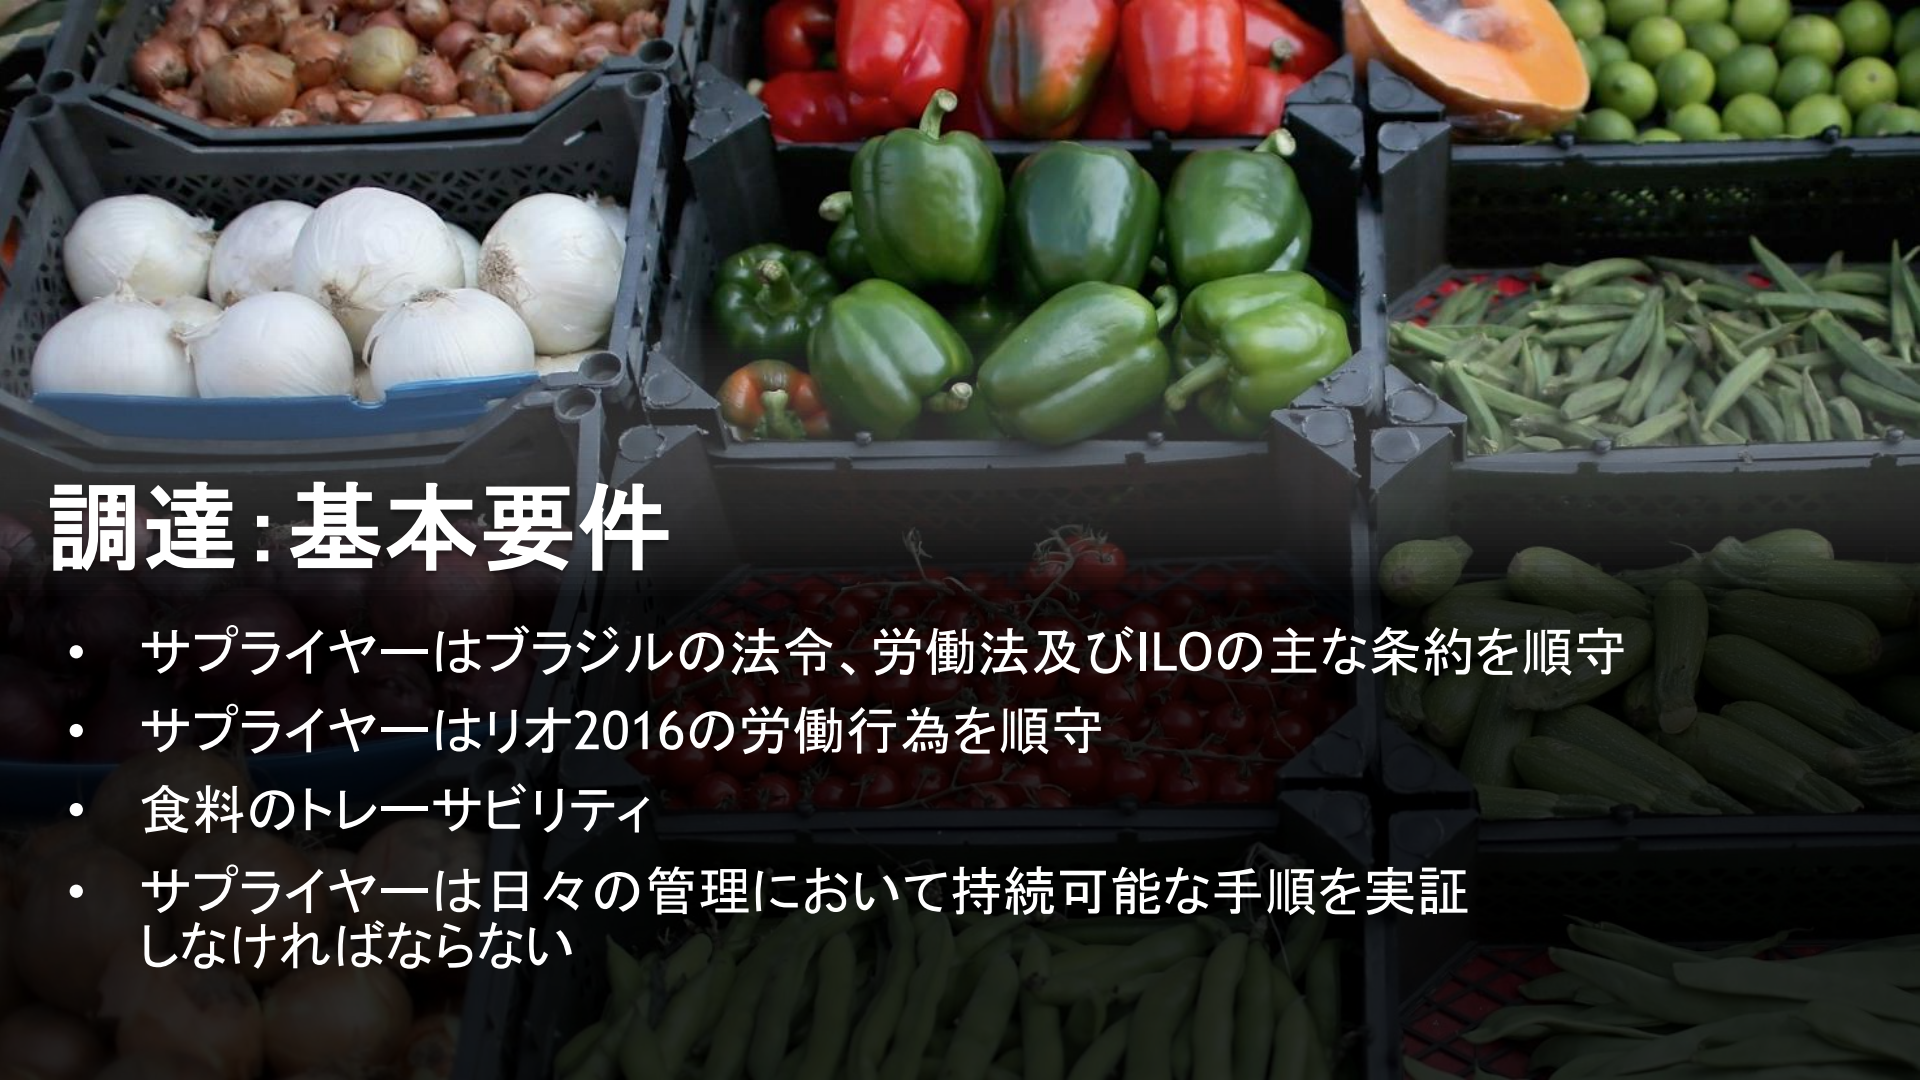 調達：基本要件
• サプライヤーはブラジルの法令、労働法及びILOの主な条約を順守
• サプライヤーはリオ2016の労働行為を順守
• 食料のトレーサビリティ
• サプライヤーは日々の管理において持続可能な手順を実証
しなければならない